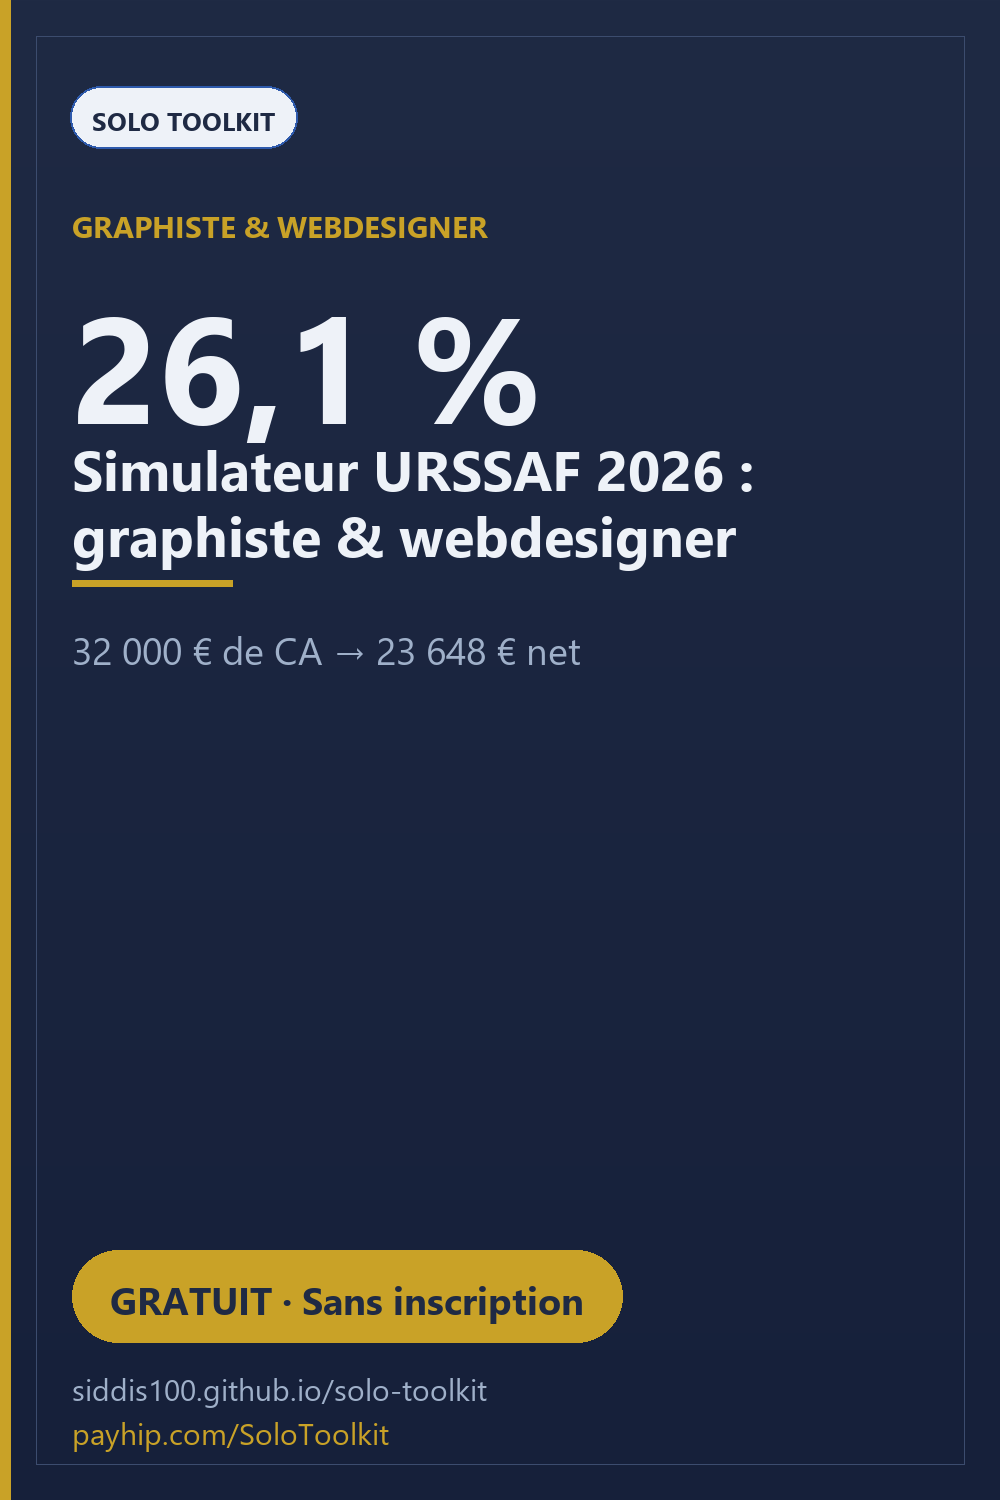 SOLO TOOLKIT
GRAPHISTE & WEBDESIGNER
26,1 %
Simulateur URSSAF 2026 :
graphiste & webdesigner
32 000 € de CA → 23 648 € net
GRATUIT · Sans inscription
siddis100.github.io/solo-toolkit
payhip.com/SoloToolkit